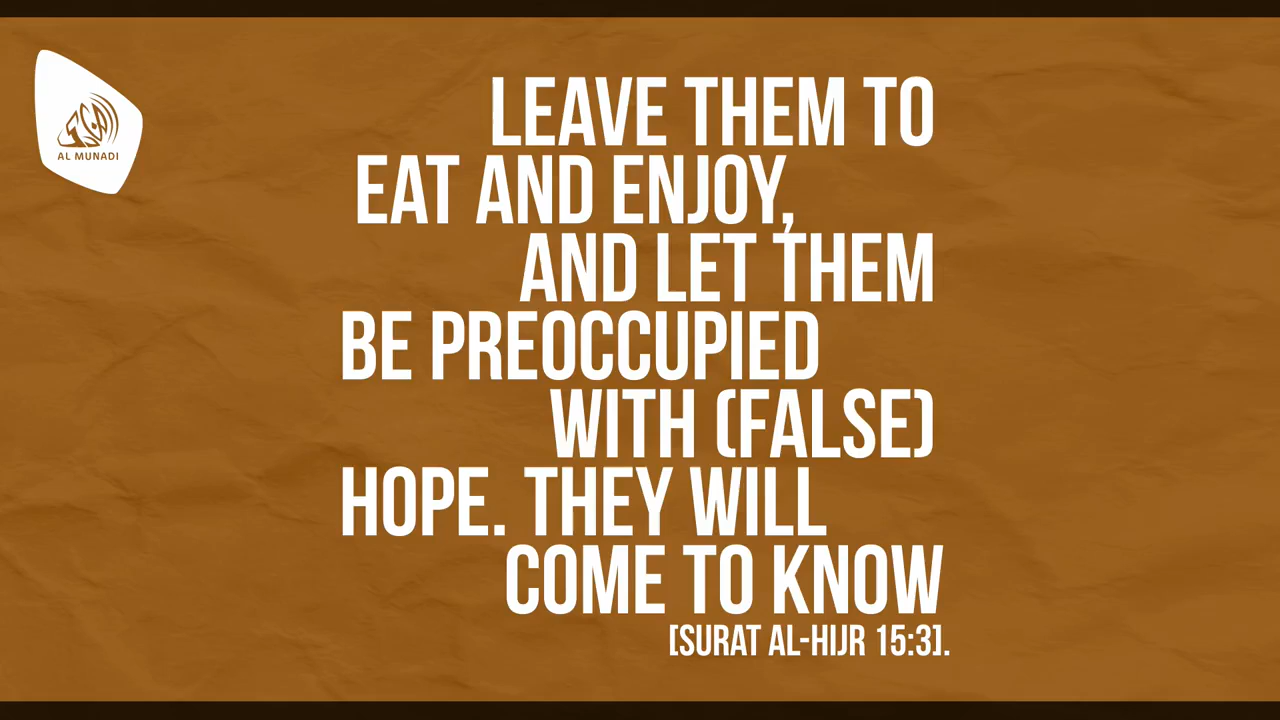 AL MUNADI
LEAVE THEM TO
EAT AND ENJOY,
AND LET THEM
BE PREOCCUPIED
WITH (FALSE)
HOPE. THEY WILL
COME TO KNOW
[SURAT AL-HIJR 15:3].